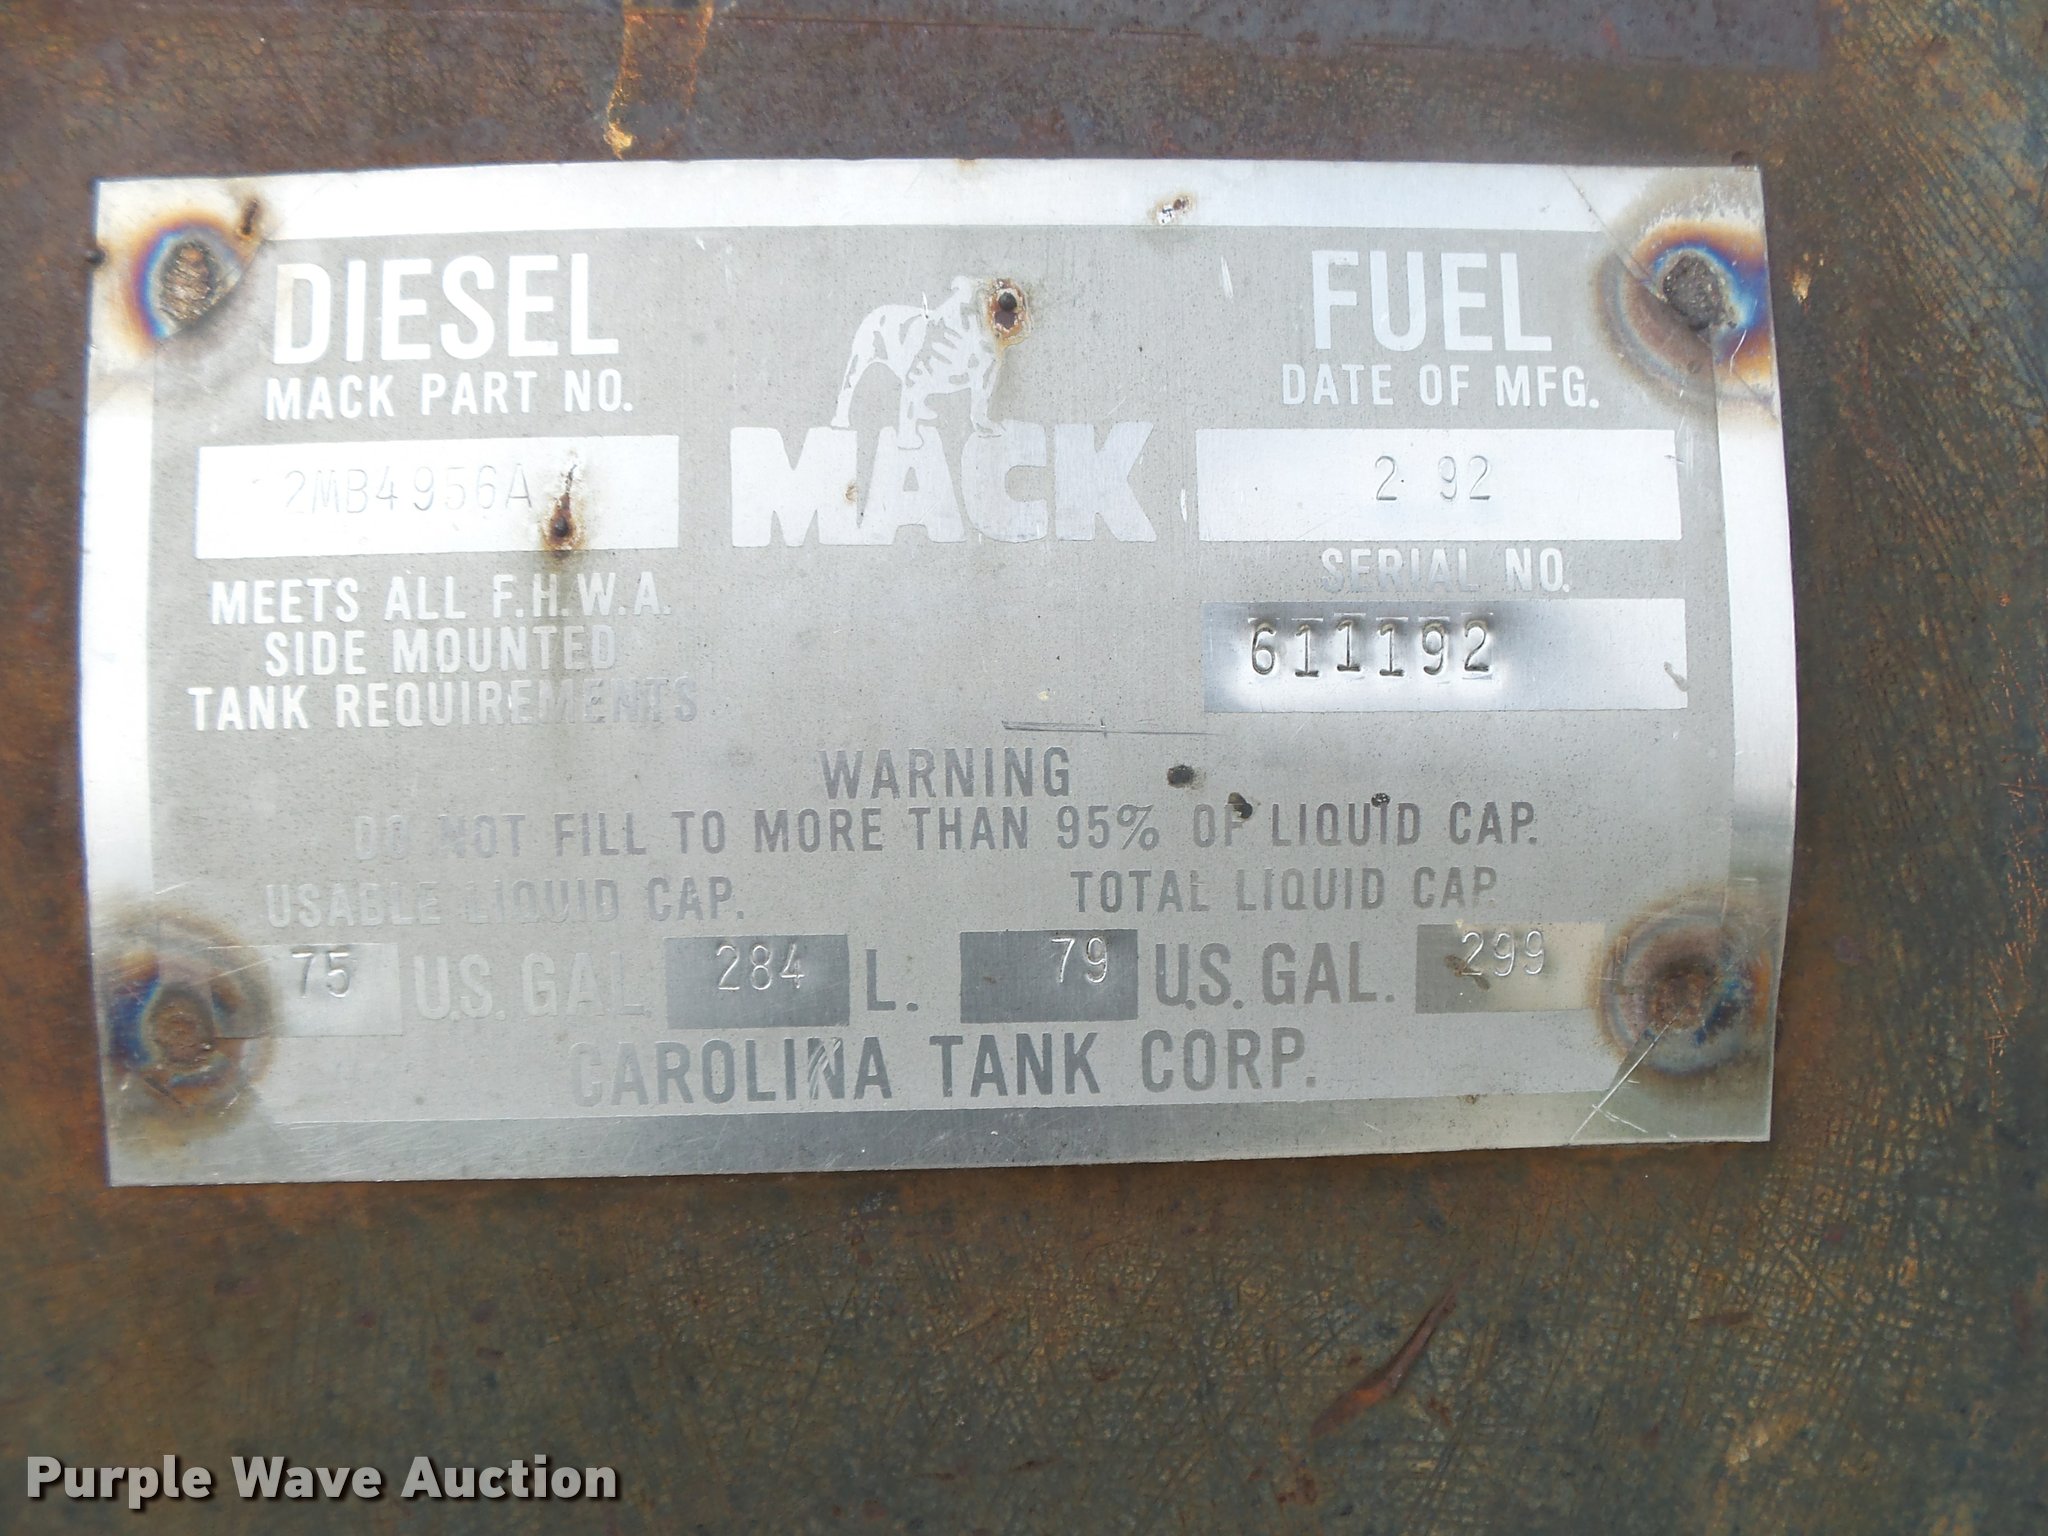 DIESEL
MACK PART NO.
2MB4956A
MEETS ALL F.H.W.A.
SIDE MOUNTED
TANK REQUIREMENTS
MACK
FUEL
DATE OF MFG.
2 92
SERIAL NO.
611192
WARNING
DO NOT FILL TO MORE THAN 95% OF LIQUID CAP.
USABLE LIQUID CAP. TOTAL LIQUID CAP.
75 U.S. GAL. 284 L. 79 U.S. GAL. 299 L
CAROLINA TANK CORP.
Purple Wave Auction